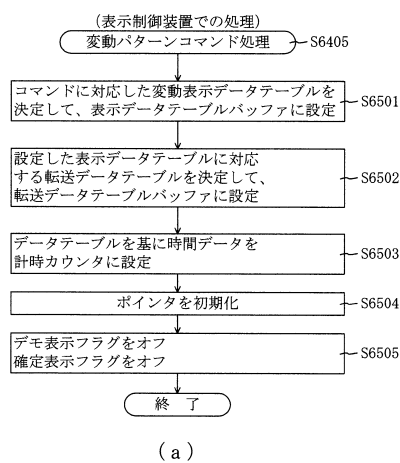 (表示制御装置での処理)
変動パターンコマンド処理 S6405
コマンドに対応した変動表示データテーブルを
決定して、表示データテーブルバッファに設定 S6501
設定した表示データテーブルに対応
する転送データテーブルを決定して、 S6502
転送データテーブルバッファに設定
データテーブルを基に時間データを
計時カウンタに設定 S6503
ポインタを初期化 S6504
デモ表示フラグをオフ
確定表示フラグをオフ S6505
終 了
(a)